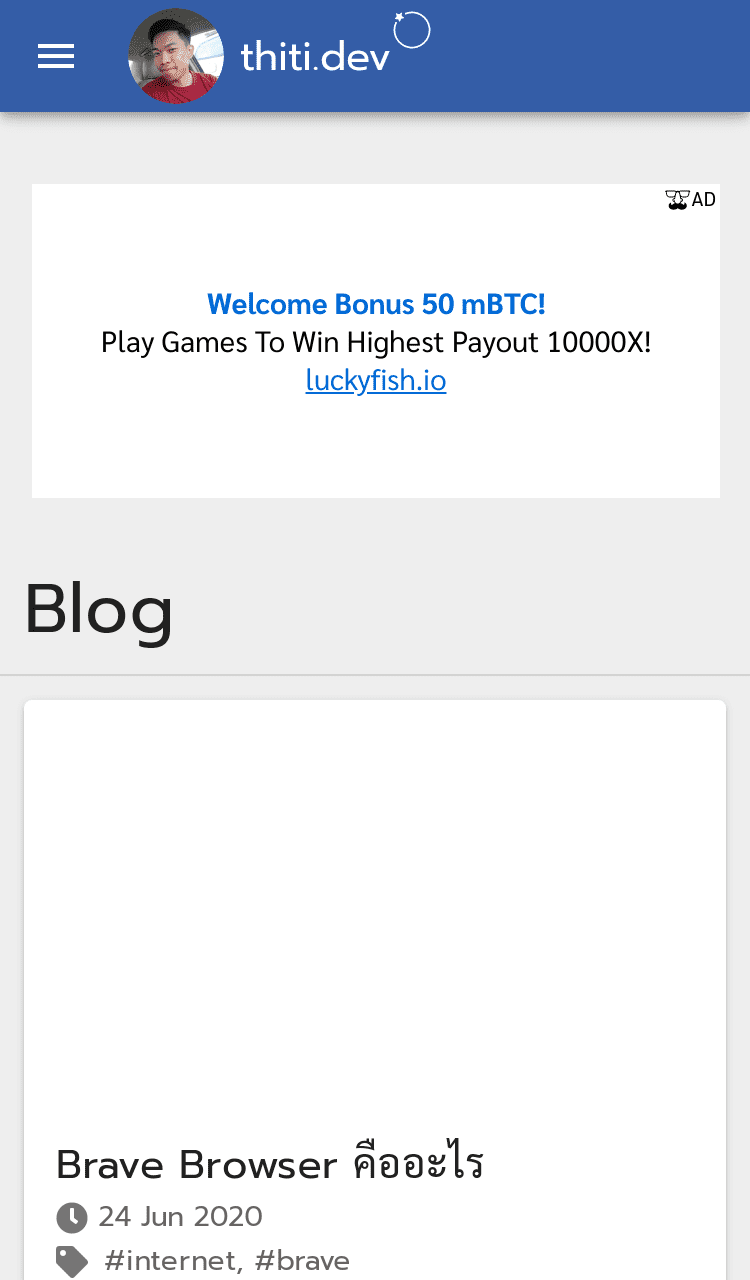 thiti.dev
AD
Welcome Bonus 50 mBTC!
Play Games To Win Highest Payout 10000X!
luckyfish.io
Blog
Brave Browser คืออะไร
24 Jun 2020
#internet, #brave